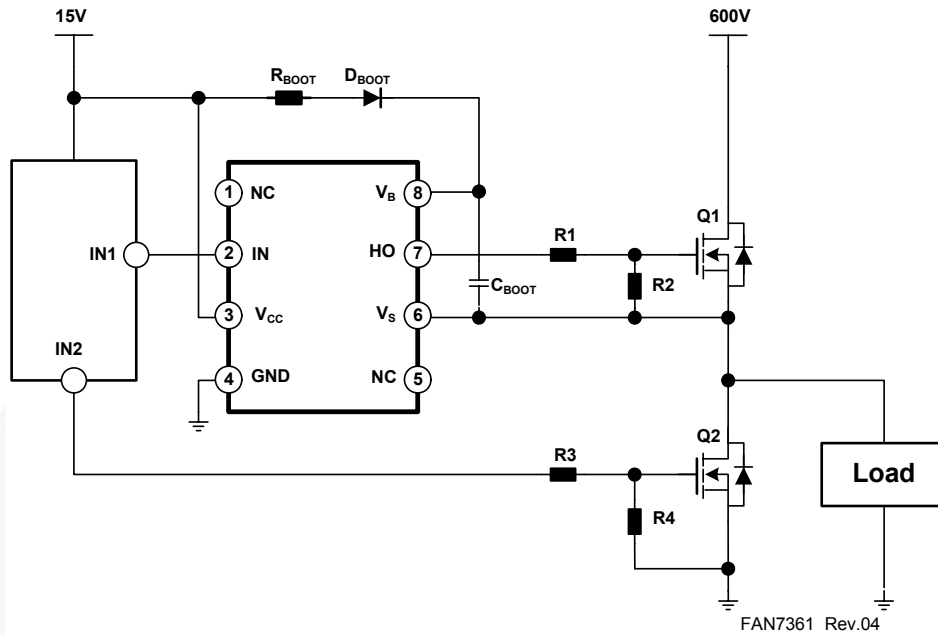 15V
600V
RBOOT
DBOOT
1
NC
VB
8
Q1
IN1
2
IN
HO
7
R1
R2
CBOOT
3
VCC
VS
6
IN2
4
GND
NC
5
Q2
R3
Load
R4
FAN7361 Rev.04